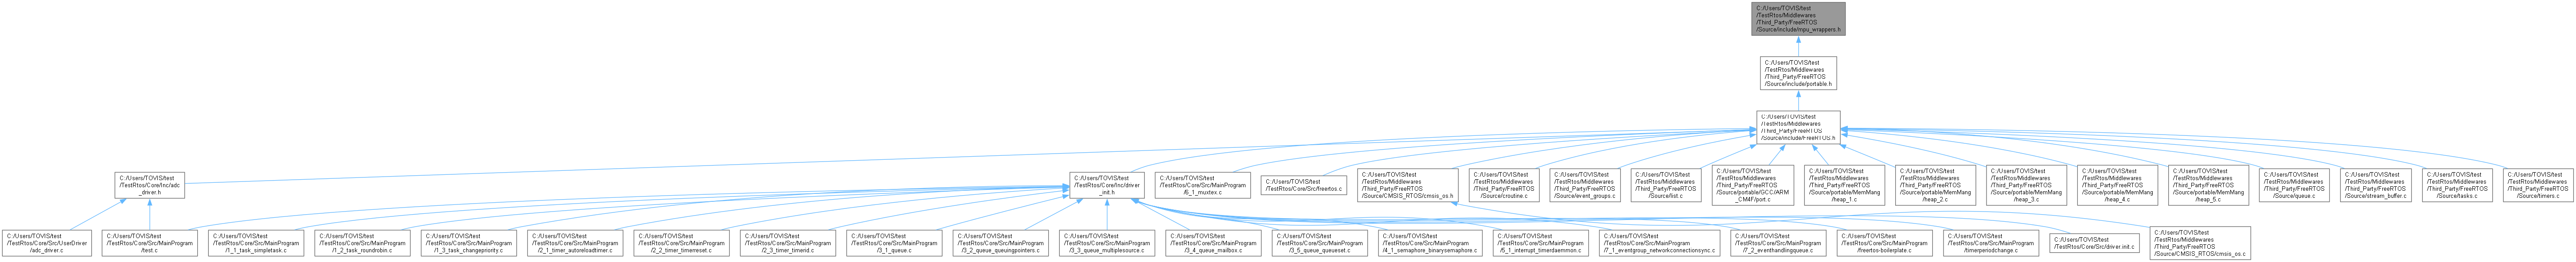 C:/Users/TOVIS/test
/TestRtos/Middlewares
/Third_Party/FreeRTOS
/Source/include/mpu_wrappers.h
C:/Users/TOVIS/test
/TestRtos/Middlewares
/Third_Party/FreeRTOS
/Source/include/portable.h
C:/Users/TOVIS/test
/TestRtos/Middlewares
/Third_Party/FreeRTOS
/Source/include/FreeRTOS.h
C:/Users/TOVIS/test
/TestRtos/Core/Inc/adc
_driver.h
C:/Users/TOVIS/test
/TestRtos/Core/Inc/driver
_init.h
C:/Users/TOVIS/test
/TestRtos/Core/Src/MainProgram
/6_1_muxtex.c
C:/Users/TOVIS/test
/TestRtos/Core/Src/freertos.c
C:/Users/TOVIS/test
/TestRtos/Middlewares
/Third_Party/FreeRTOS
/Source/CMSIS_RTOS/cmsis_os.h
C:/Users/TOVIS/test
/TestRtos/Middlewares
/Third_Party/FreeRTOS
/Source/croutine.c
C:/Users/TOVIS/test
/TestRtos/Middlewares
/Third_Party/FreeRTOS
/Source/event_groups.c
C:/Users/TOVIS/test
/TestRtos/Middlewares
/Third_Party/FreeRTOS
/Source/list.c
C:/Users/TOVIS/test
/TestRtos/Middlewares
/Third_Party/FreeRTOS
/Source/portable/GCC/ARM
_CM4F/port.c
C:/Users/TOVIS/test
/TestRtos/Middlewares
/Third_Party/FreeRTOS
/Source/portable/MemMang
/heap_1.c
C:/Users/TOVIS/test
/TestRtos/Middlewares
/Third_Party/FreeRTOS
/Source/portable/MemMang
/heap_2.c
C:/Users/TOVIS/test
/TestRtos/Middlewares
/Third_Party/FreeRTOS
/Source/portable/MemMang
/heap_3.c
C:/Users/TOVIS/test
/TestRtos/Middlewares
/Third_Party/FreeRTOS
/Source/portable/MemMang
/heap_4.c
C:/Users/TOVIS/test
/TestRtos/Middlewares
/Third_Party/FreeRTOS
/Source/portable/MemMang
/heap_5.c
C:/Users/TOVIS/test
/TestRtos/Middlewares
/Third_Party/FreeRTOS
/Source/queue.c
C:/Users/TOVIS/test
/TestRtos/Middlewares
/Third_Party/FreeRTOS
/Source/stream_buffer.c
C:/Users/TOVIS/test
/TestRtos/Middlewares
/Third_Party/FreeRTOS
/Source/tasks.c
C:/Users/TOVIS/test
/TestRtos/Middlewares
/Third_Party/FreeRTOS
/Source/timers.c
C:/Users/TOVIS/test
/TestRtos/Core/Src/UserDriver
/adc_driver.c
C:/Users/TOVIS/test
/TestRtos/Core/Src/MainProgram
/test.c
C:/Users/TOVIS/test
/TestRtos/Core/Src/MainProgram
/1_1_task_simpletask.c
C:/Users/TOVIS/test
/TestRtos/Core/Src/MainProgram
/1_2_task_roundrobin.c
C:/Users/TOVIS/test
/TestRtos/Core/Src/MainProgram
/1_3_task_changepriority.c
C:/Users/TOVIS/test
/TestRtos/Core/Src/MainProgram
/2_1_timer_autoreloadtimer.c
C:/Users/TOVIS/test
/TestRtos/Core/Src/MainProgram
/2_2_timer_timerreset.c
C:/Users/TOVIS/test
/TestRtos/Core/Src/MainProgram
/2_3_timer_timerid.c
C:/Users/TOVIS/test
/TestRtos/Core/Src/MainProgram
/3_1_queue.c
C:/Users/TOVIS/test
/TestRtos/Core/Src/MainProgram
/3_2_queue_queuingpointers.c
C:/Users/TOVIS/test
/TestRtos/Core/Src/MainProgram
/3_3_queue_multiplesource.c
C:/Users/TOVIS/test
/TestRtos/Core/Src/MainProgram
/3_4_queue_mailbox.c
C:/Users/TOVIS/test
/TestRtos/Core/Src/MainProgram
/3_5_queue_queueset.c
C:/Users/TOVIS/test
/TestRtos/Core/Src/MainProgram
/4_1_semaphore_binarysemaphore.c
C:/Users/TOVIS/test
/TestRtos/Core/Src/MainProgram
/5_1_interrupt_timerdaemmon.c
C:/Users/TOVIS/test
/TestRtos/Core/Src/MainProgram
/7_1_eventgroup_networkconnectionsync.c
C:/Users/TOVIS/test
/TestRtos/Core/Src/MainProgram
/7_2_eventhandlingqueue.c
C:/Users/TOVIS/test
/TestRtos/Core/Src/MainProgram
/freertos-boilerplate.c
C:/Users/TOVIS/test
/TestRtos/Core/Src/MainProgram
/timerperiodchange.c
C:/Users/TOVIS/test
/TestRtos/Core/Src/driver.init.c
C:/Users/TOVIS/test
/TestRtos/Middlewares
/Third_Party/FreeRTOS
/Source/CMSIS_RTOS/cmsis_os.c